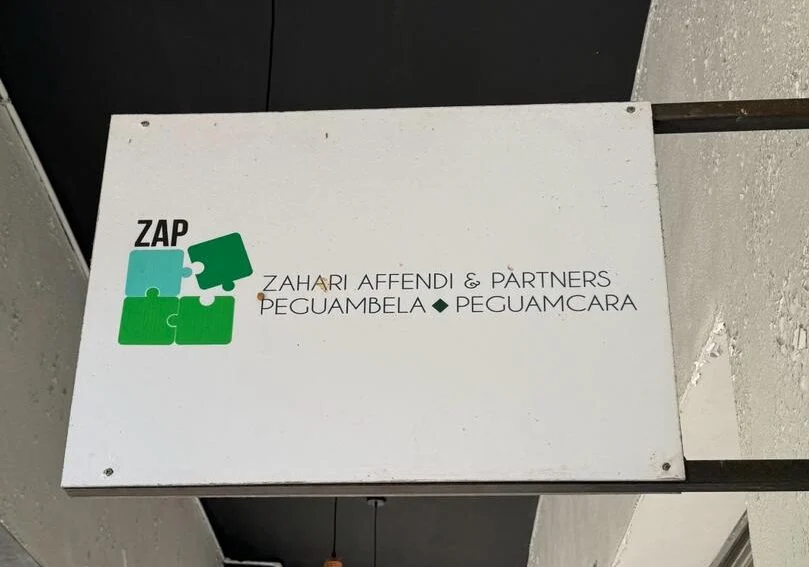 ZAP
ZAHARI AFFENDI & PARTNERS
PEGUAMBELA ◆ PEGUAMCARA